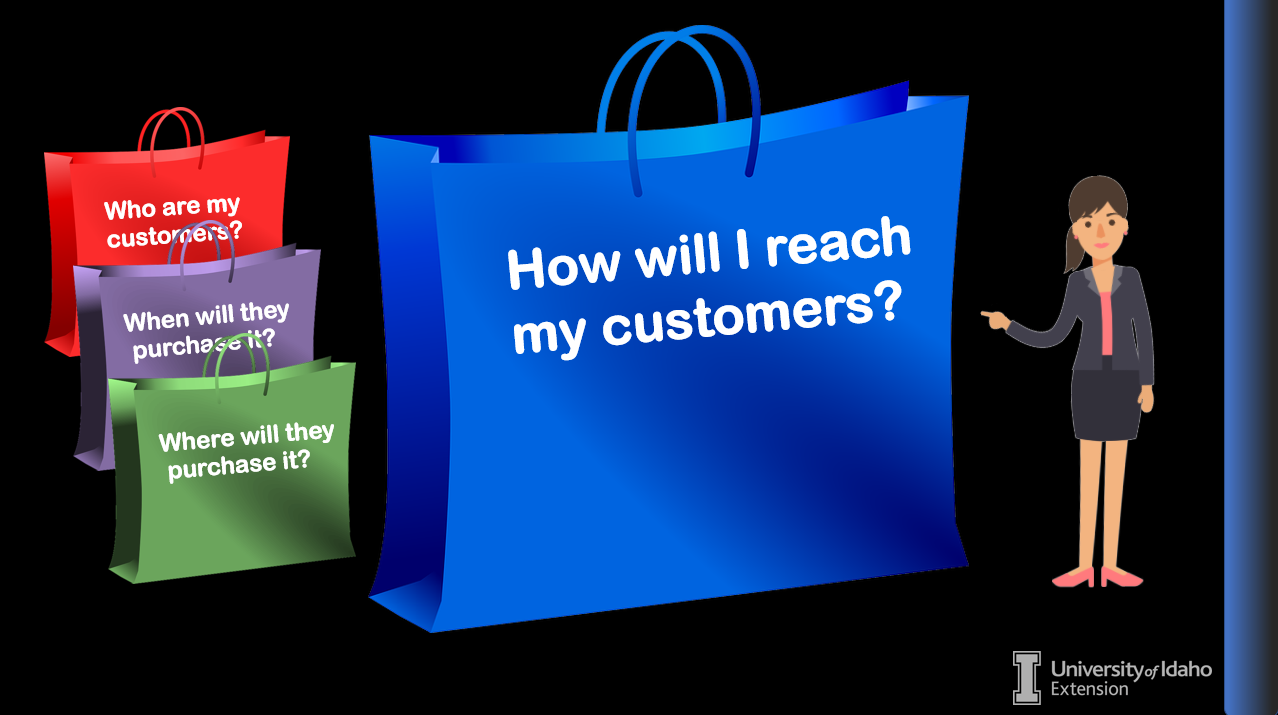 Who are my
customers?
When will they
purchase it?
Where will they
purchase it?
How will I reach
my customers?
I
University of Idaho
Extension